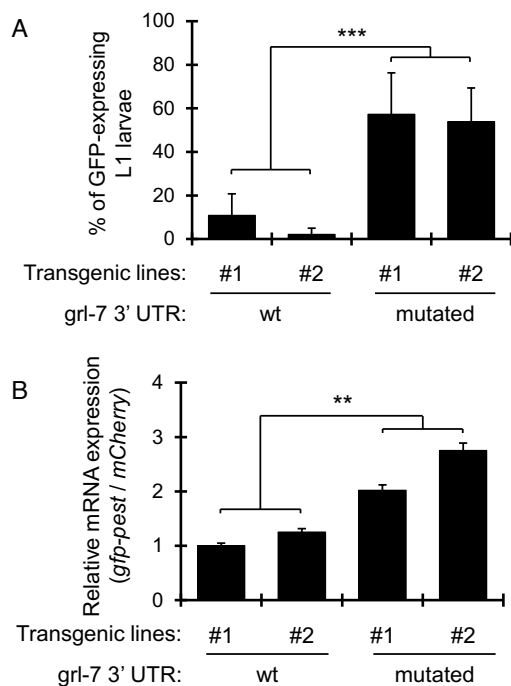 A
***
% of GFP-expressing
L1 larvae
100
80
60
40
20
0
Transgenic lines: #1 #2 #1 #2
grl-7 3' UTR: wt mutated
B
**
Relative mRNA expression
(gfp-pest / mCherry)
4
3
2
1
0
Transgenic lines: #1 #2 #1 #2
grl-7 3' UTR: wt mutated